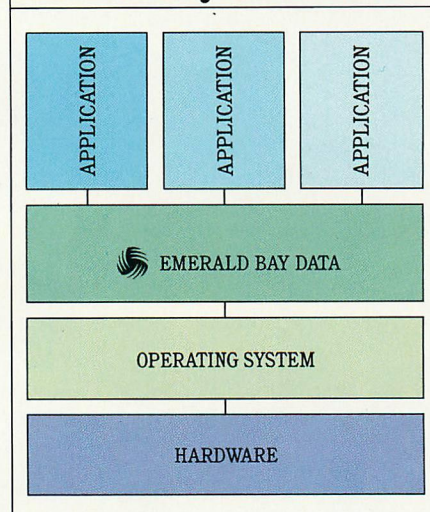 APPLICATION
APPLICATION
APPLICATION
EMERALD BAY DATA
OPERATING SYSTEM
HARDWARE